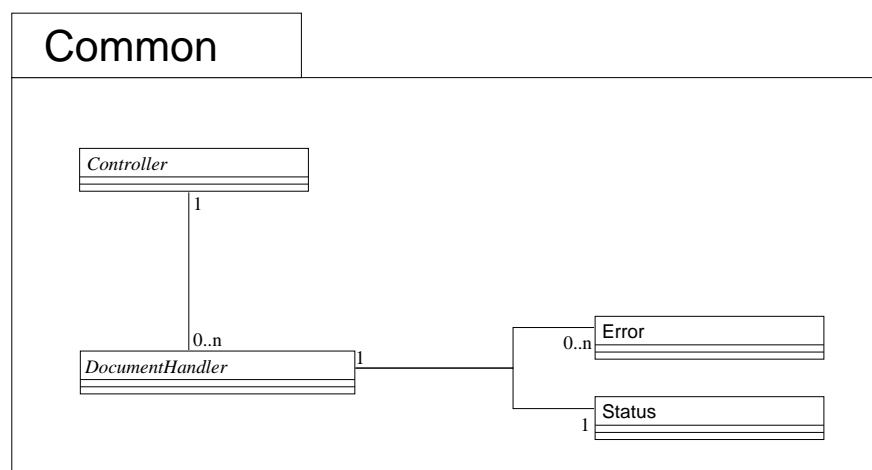 Common
Controller
1
0..n
DocumentHandler
1
Error
0..n
Status
1